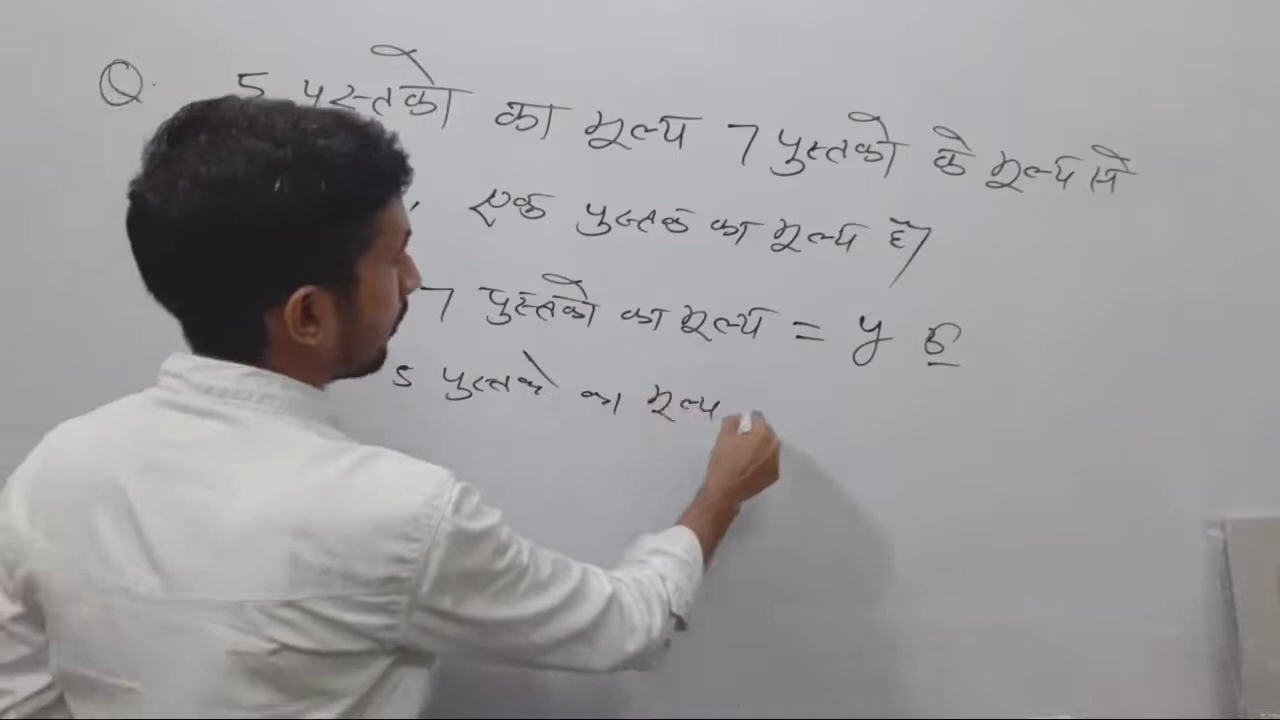 Q. 5 पुस्तको का मूल्य 7 पुस्तको के मूल्य से
एक पुस्तक का मूल्य है।
7 पुस्तको का मूल्य = y रु
5 पुस्तको का मूल्य